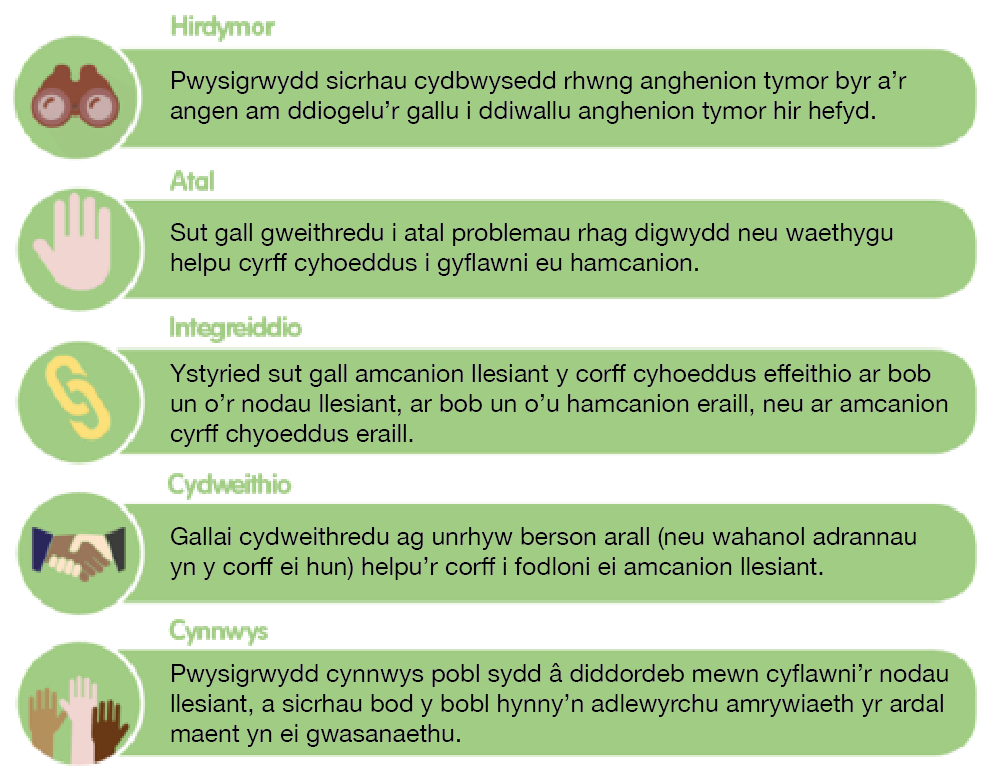 Hirdymor
Pwysigrwydd sicrhau cydbwysedd rhwng anghenion tymor byr a’r
angen am ddiogelu’r gallu i ddiwallu anghenion tymor hir hefyd.
Atal
Sut gall gweithredu i atal problemau rhag digwydd neu waethygu
helpu cyrff cyhoeddus i gyflawni eu hamcanion.
Integreiddio
Ystyried sut gall amcanion llesiant y corff cyhoeddus effeithio ar bob
un o’r nodau llesiant, ar bob un o’u hamcanion eraill, neu ar amcanion
cyrff chyoeddus eraill.
Cydweithio
Gallai cydweithredu ag unrhyw berson arall (neu wahanol adrannau
yn y corff ei hun) helpu’r corff i fodloni ei amcanion llesiant.
Cynnwys
Pwysigrwydd cynnwys pobl sydd â diddordeb mewn cyflawni’r nodau
llesiant, a sicrhau bod y bobl hynny’n adlewyrchu amrywiaeth yr ardal
maent yn ei gwasanaethu.